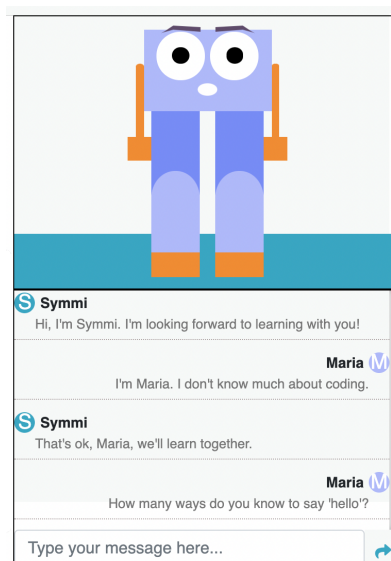 S Symmi
Hi, I'm Symmi. I'm looking forward to learning with you!
Maria M
I'm Maria. I don't know much about coding.
S Symmi
That's ok, Maria, we'll learn together.
Maria M
How many ways do you know to say 'hello'?
Type your message here...